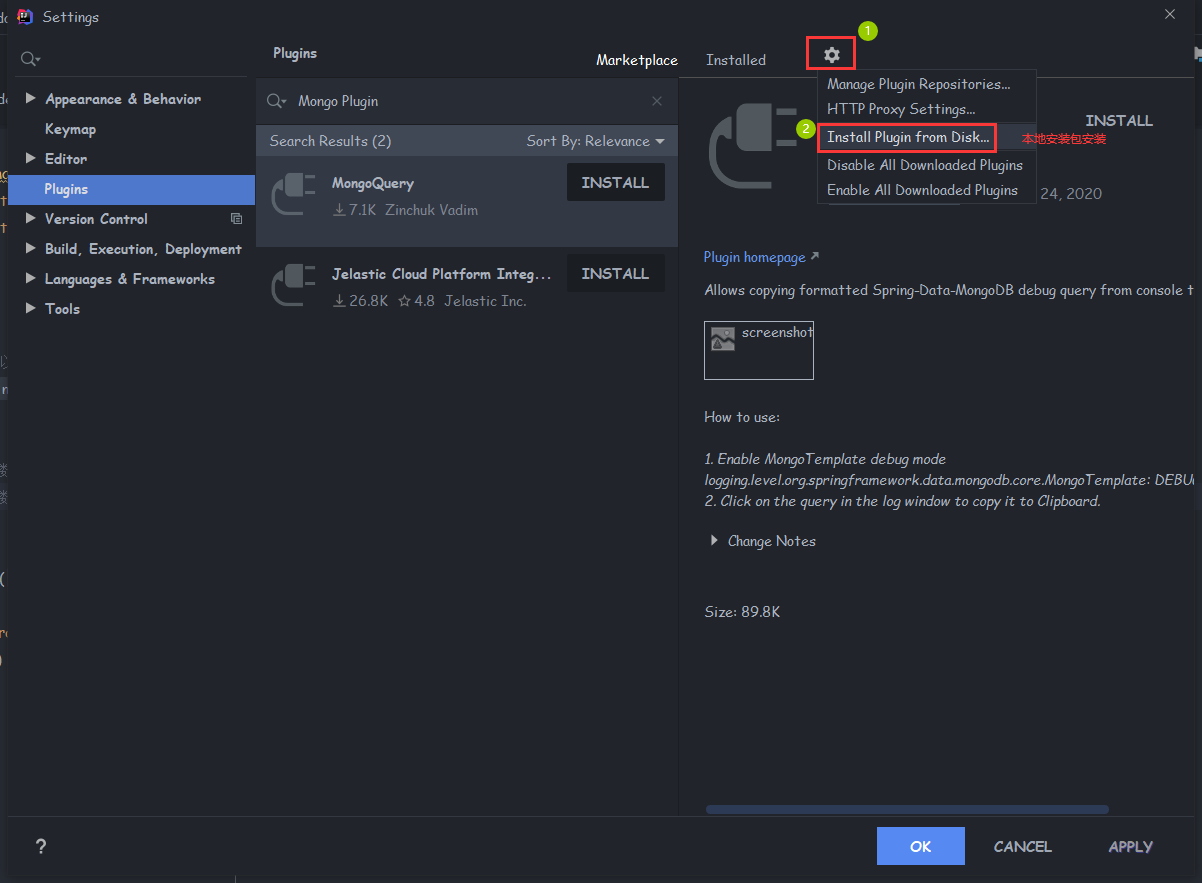 Settings
Plugins
Marketplace
Installed
1
Appearance & Behavior
Keymap
Editor
Plugins
Version Control
Build, Execution, Deployment
Languages & Frameworks
Tools
Mongo Plugin
Search Results (2)
Sort By: Relevance
MongoQuery
INSTALL
7.1K Zinchuk Vadim
Jelastic Cloud Platform Integ...
INSTALL
26.8K 4.8 Jelastic Inc.
Manage Plugin Repositories...
HTTP Proxy Settings...
2
Install Plugin from Disk...
本地安装包安装
Disable All Downloaded Plugins
Enable All Downloaded Plugins
INSTALL
24, 2020
Plugin homepage
Allows copying formatted Spring-Data-MongoDB debug query from console t
screenshot
How to use:
1. Enable MongoTemplate debug mode
logging.level.org.springframework.data.mongodb.core.MongoTemplate: DEBU
2. Click on the query in the log window to copy it to Clipboard.
Change Notes
Size: 89.8K
?
OK
CANCEL
APPLY